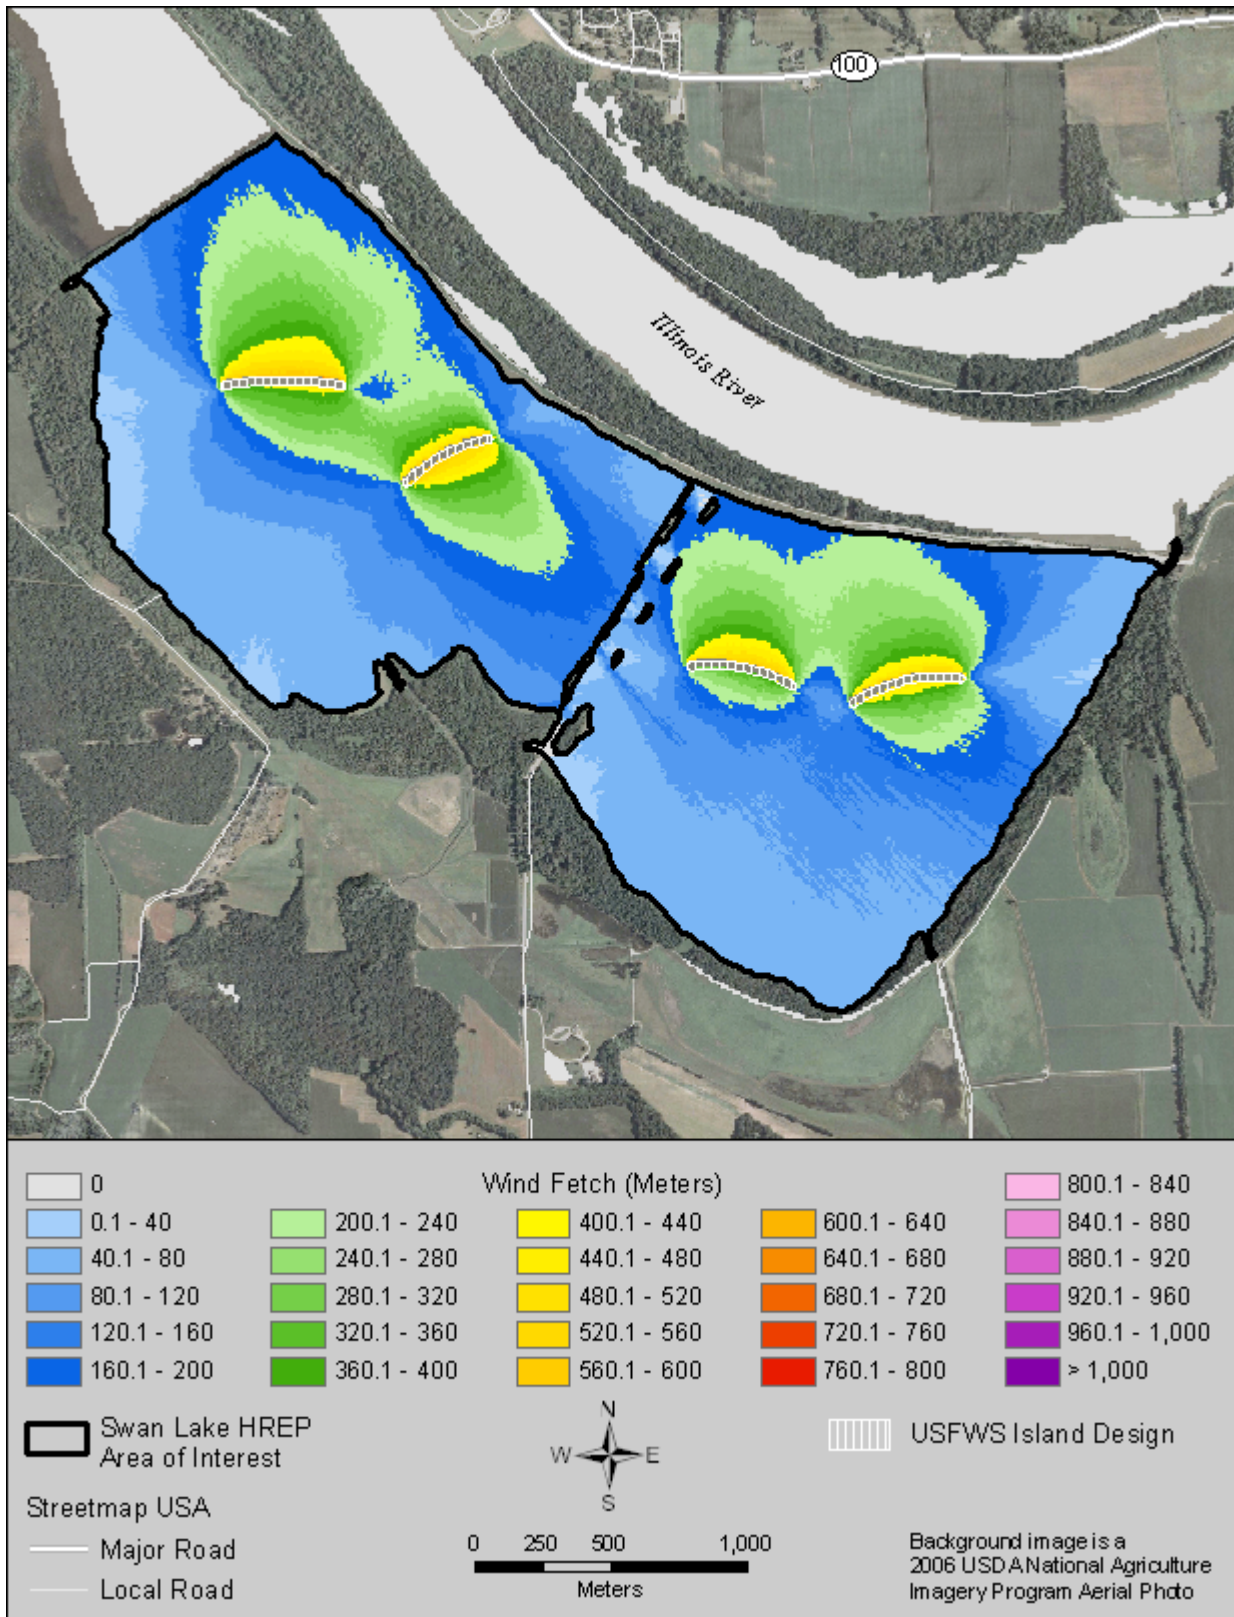 100
Illinois River
Wind Fetch (Meters)
0
0.1 - 40
40.1 - 80
80.1 - 120
120.1 - 160
160.1 - 200
200.1 - 240
240.1 - 280
280.1 - 320
320.1 - 360
360.1 - 400
400.1 - 440
440.1 - 480
480.1 - 520
520.1 - 560
560.1 - 600
600.1 - 640
640.1 - 680
680.1 - 720
720.1 - 760
760.1 - 800
800.1 - 840
840.1 - 880
880.1 - 920
920.1 - 960
960.1 - 1,000
> 1,000
Swan Lake HREP
Area of Interest
N
W E
S
USFWS Island Design
Streetmap USA
Major Road
Local Road
0 250 500 1,000
Meters
Background image is a
2006 USDA National Agriculture
Imagery Program Aerial Photo